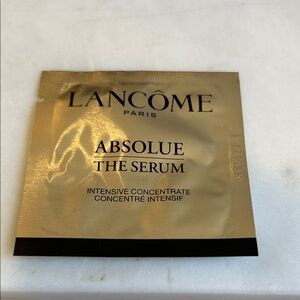 LANCÔME
PARIS
ABSOLUE
THE SERUM
INTENSIVE CONCENTRATE
CONCENTRÉ INTENSIF